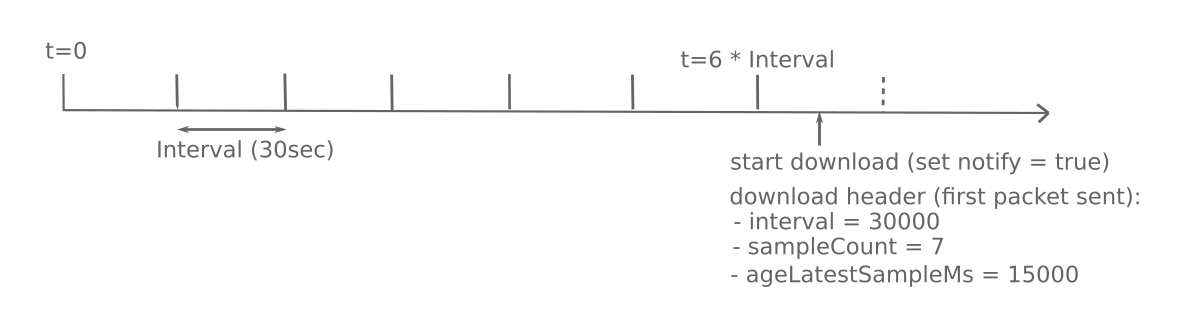 t=0
t=6 * Interval
Interval (30sec)
start download (set notify = true)
download header (first packet sent):
- interval = 30000
- sampleCount = 7
- ageLatestSampleMs = 15000